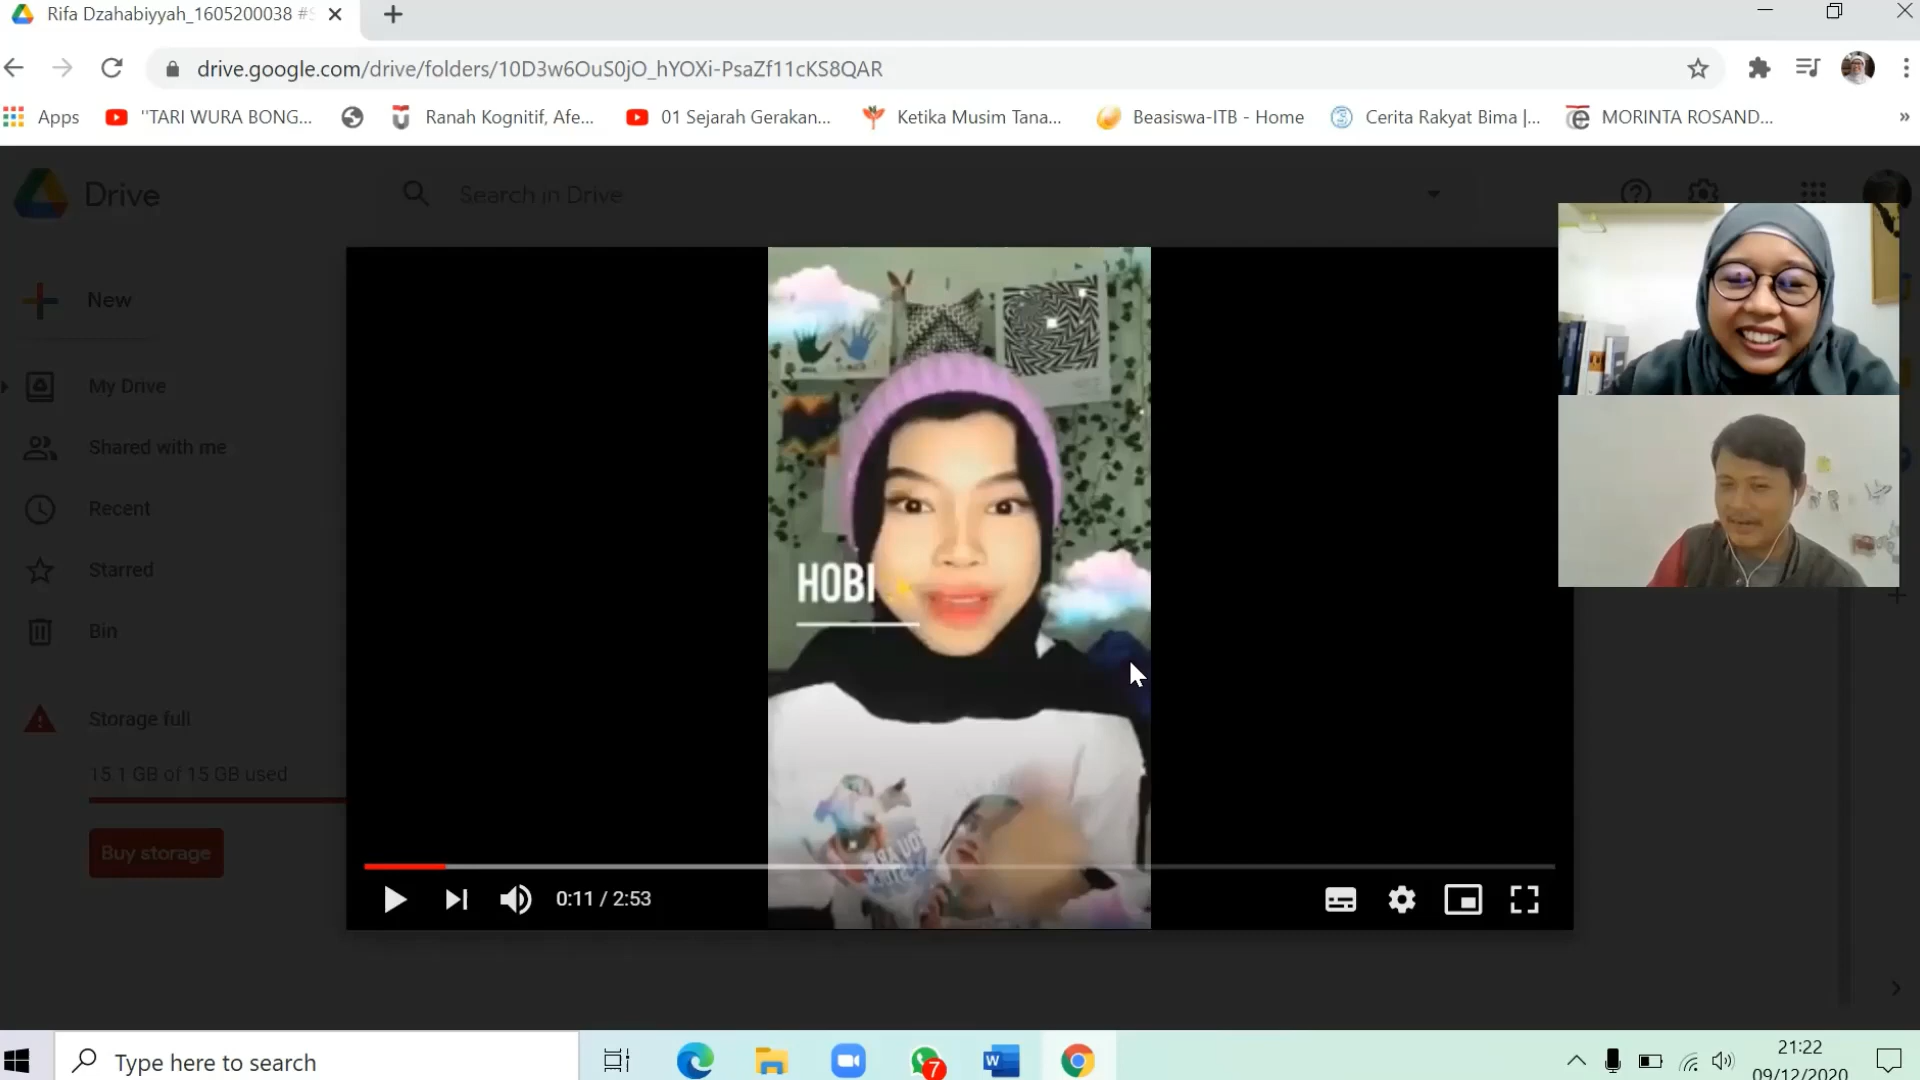 Rifa Dzahabiyyah_1605200038 #S
drive.google.com/drive/folders/10D3w6OuS0jO_hYOXi-PsaZf11cKS8QAR
Apps
''TARI WURA BONG...
Ranah Kognitif, Afe...
01 Sejarah Gerakan...
Ketika Musim Tana...
Beasiswa-ITB - Home
Cerita Rakyat Bima |...
MORINTA ROSAND...
»
Drive
Search in Drive
New
My Drive
Shared with me
Recent
Starred
Bin
Storage full
15.1 GB of 15 GB used
Buy storage
HOBI
0:11 / 2:53
Type here to search
7
21:22
09/12/2020